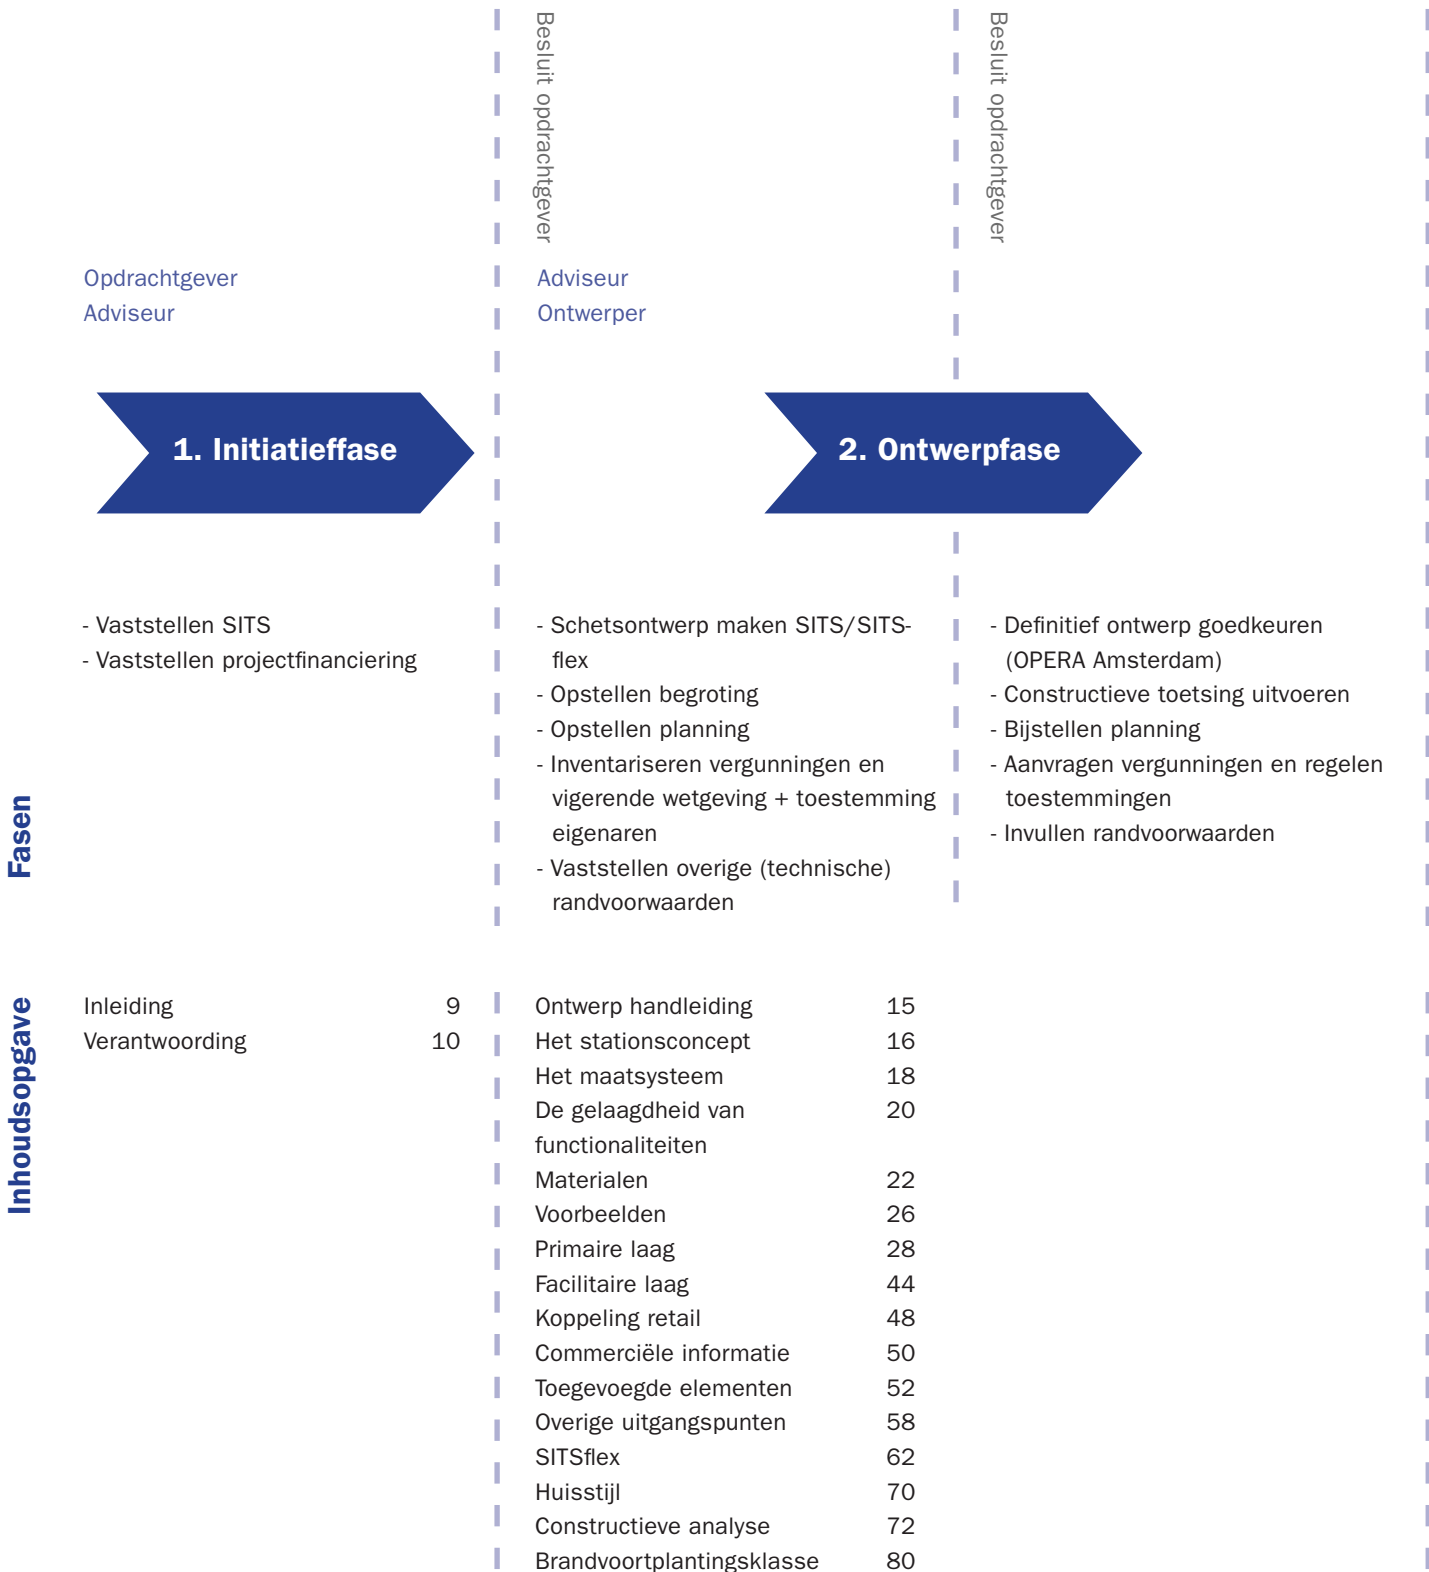 Besluit opdrachtgever
Besluit opdrachtgever
Opdrachtgever
Adviseur
Adviseur
Ontwerper
1. Initiatieffase
2. Ontwerpfase
Fasen
- Vaststellen SITS
- Vaststellen projectfinanciering
- Schetsontwerp maken SITS/SITS-
flex
- Opstellen begroting
- Opstellen planning
- Inventariseren vergunningen en
vigerende wetgeving + toestemming
eigenaren
- Vaststellen overige (technische)
randvoorwaarden
- Definitief ontwerp goedkeuren
(OPERA Amsterdam)
- Constructieve toetsing uitvoeren
- Bijstellen planning
- Aanvragen vergunningen en regelen
toestemmingen
- Invullen randvoorwaarden
Inhoudsopgave
Inleiding 9
Verantwoording 10
Ontwerp handleiding 15
Het stationsconcept 16
Het maatsysteem 18
De gelaagdheid van 20
functionaliteiten
Materialen 22
Voorbeelden 26
Primaire laag 28
Facilitaire laag 44
Koppeling retail 48
Commerciële informatie 50
Toegevoegde elementen 52
Overige uitgangspunten 58
SITSflex 62
Huisstijl 70
Constructieve analyse 72
Brandvoortplantingsklasse 80